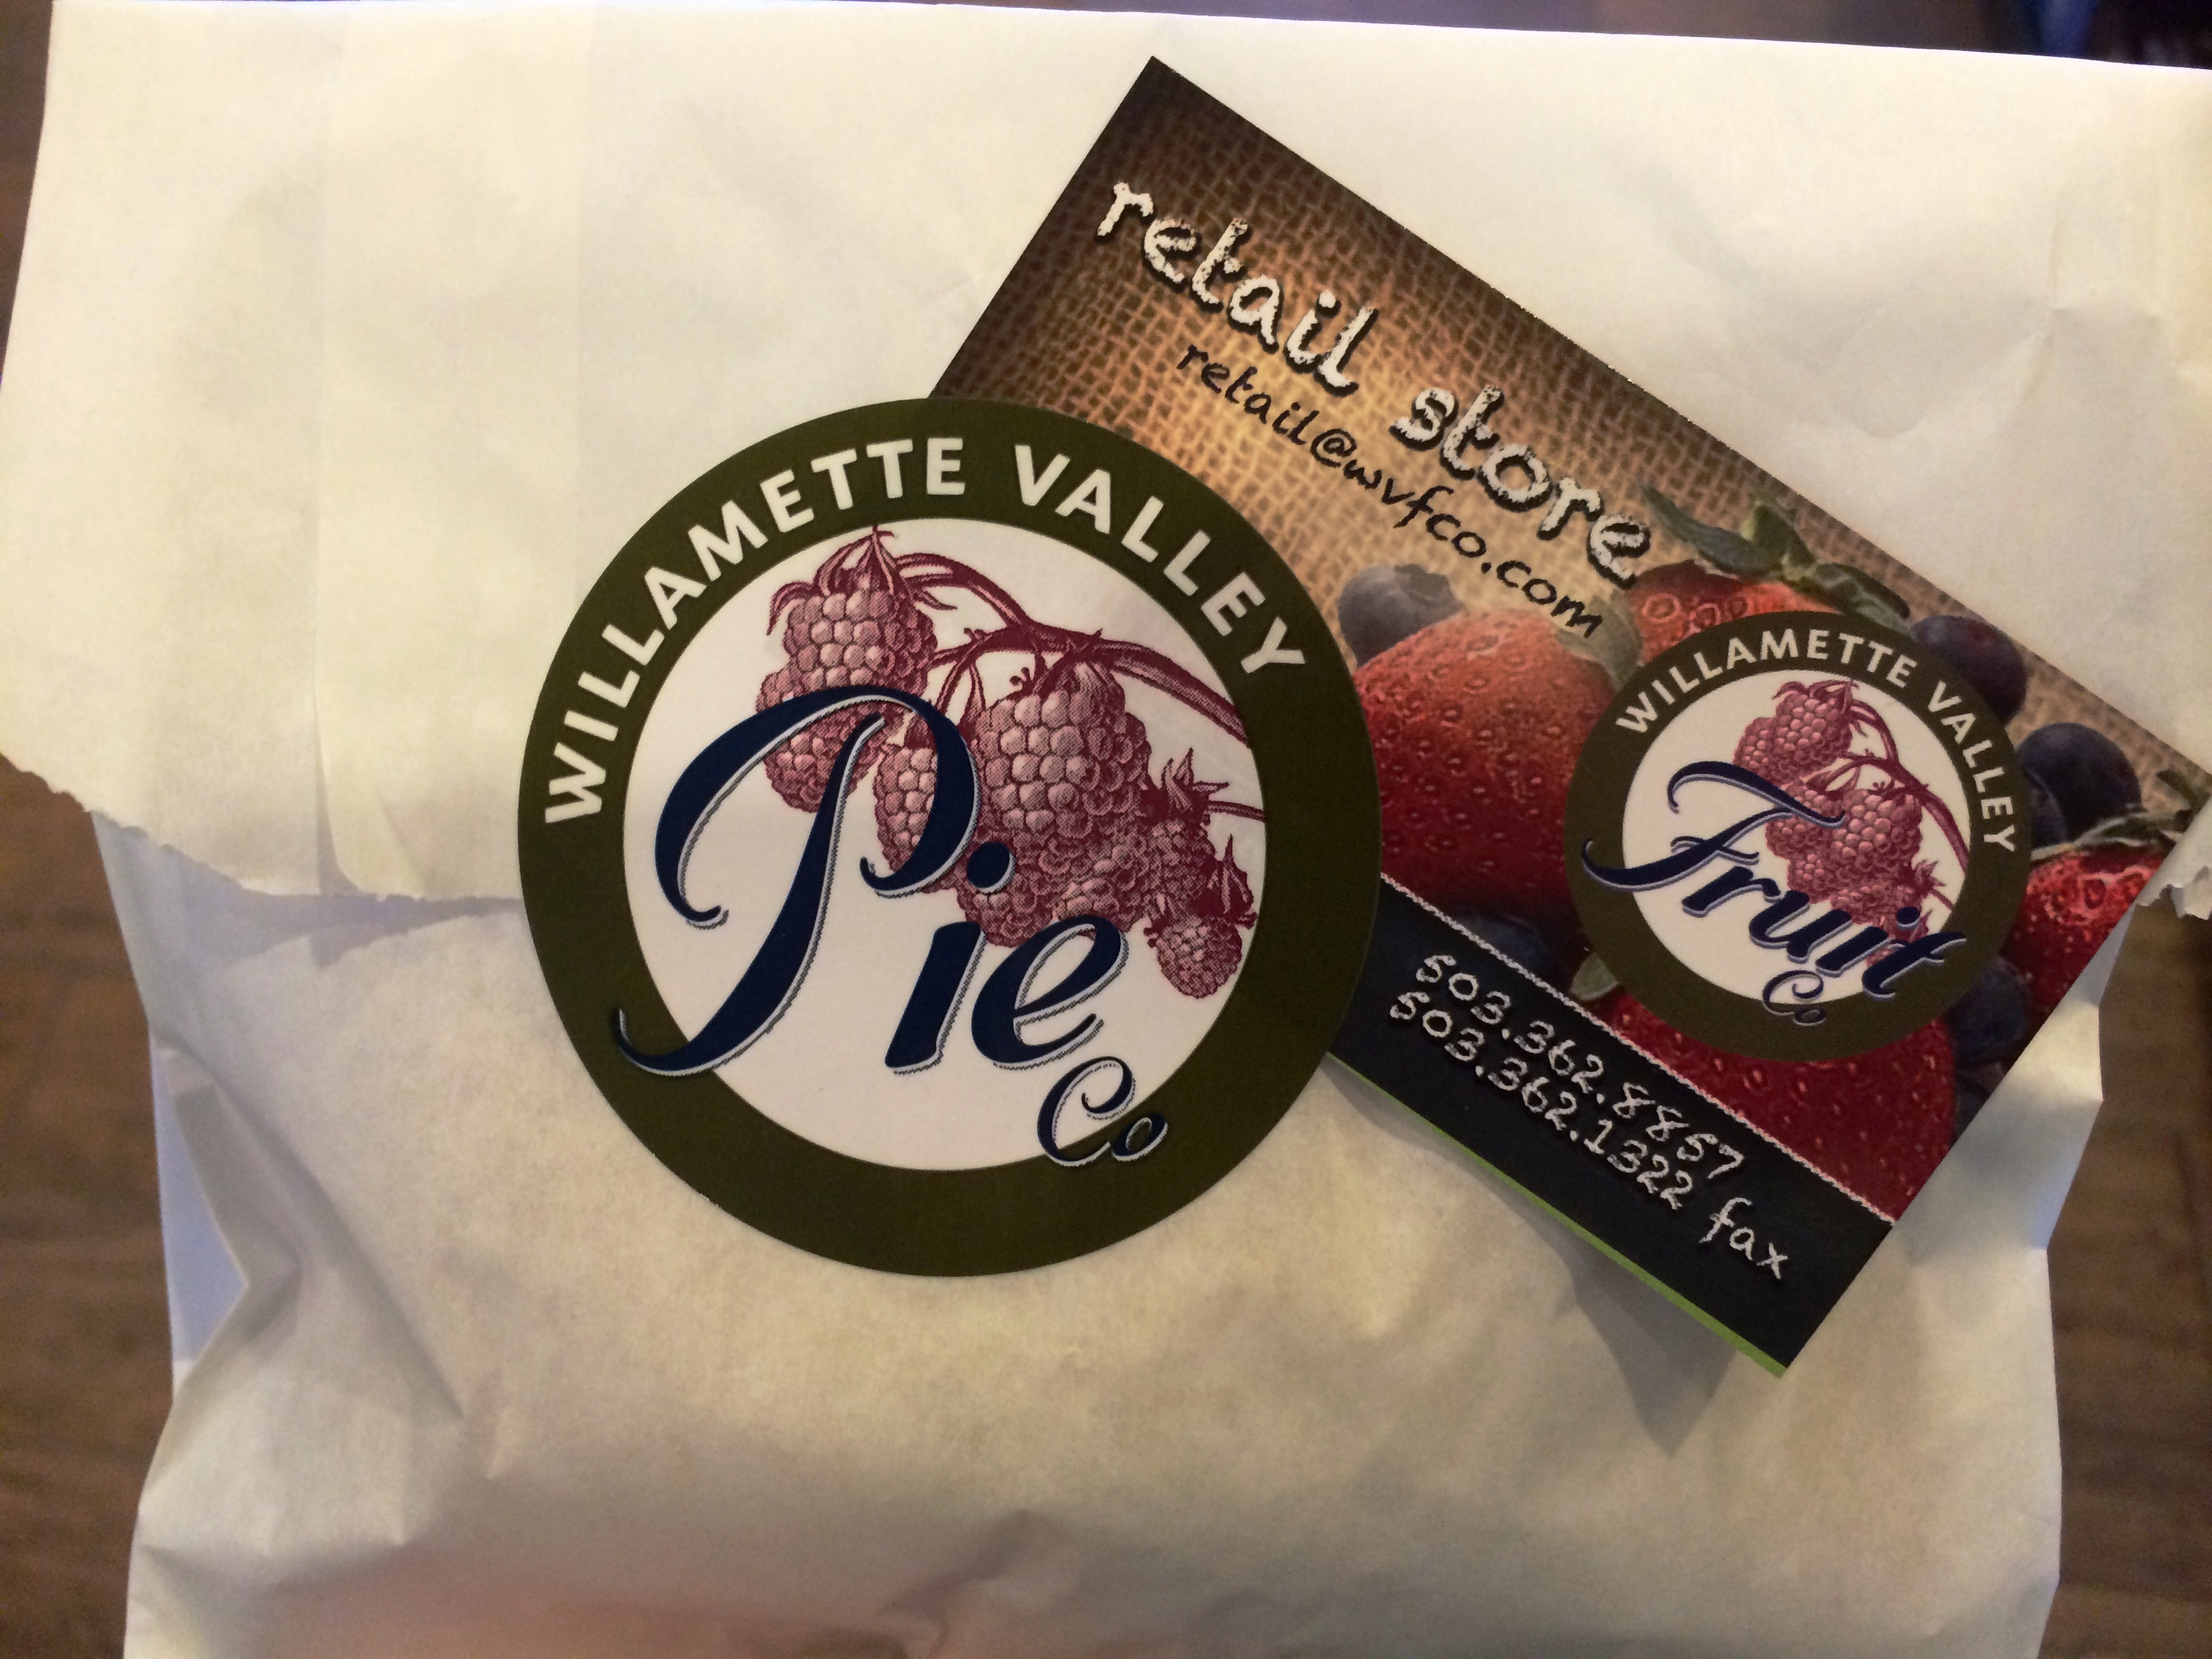 retail store
retail@wvfco.com
WILLAMETTE VALLEY
Pie
Co
WILLAMETTE VALLEY
Fruit
Co
503.362.8857
503.362.1322 fax